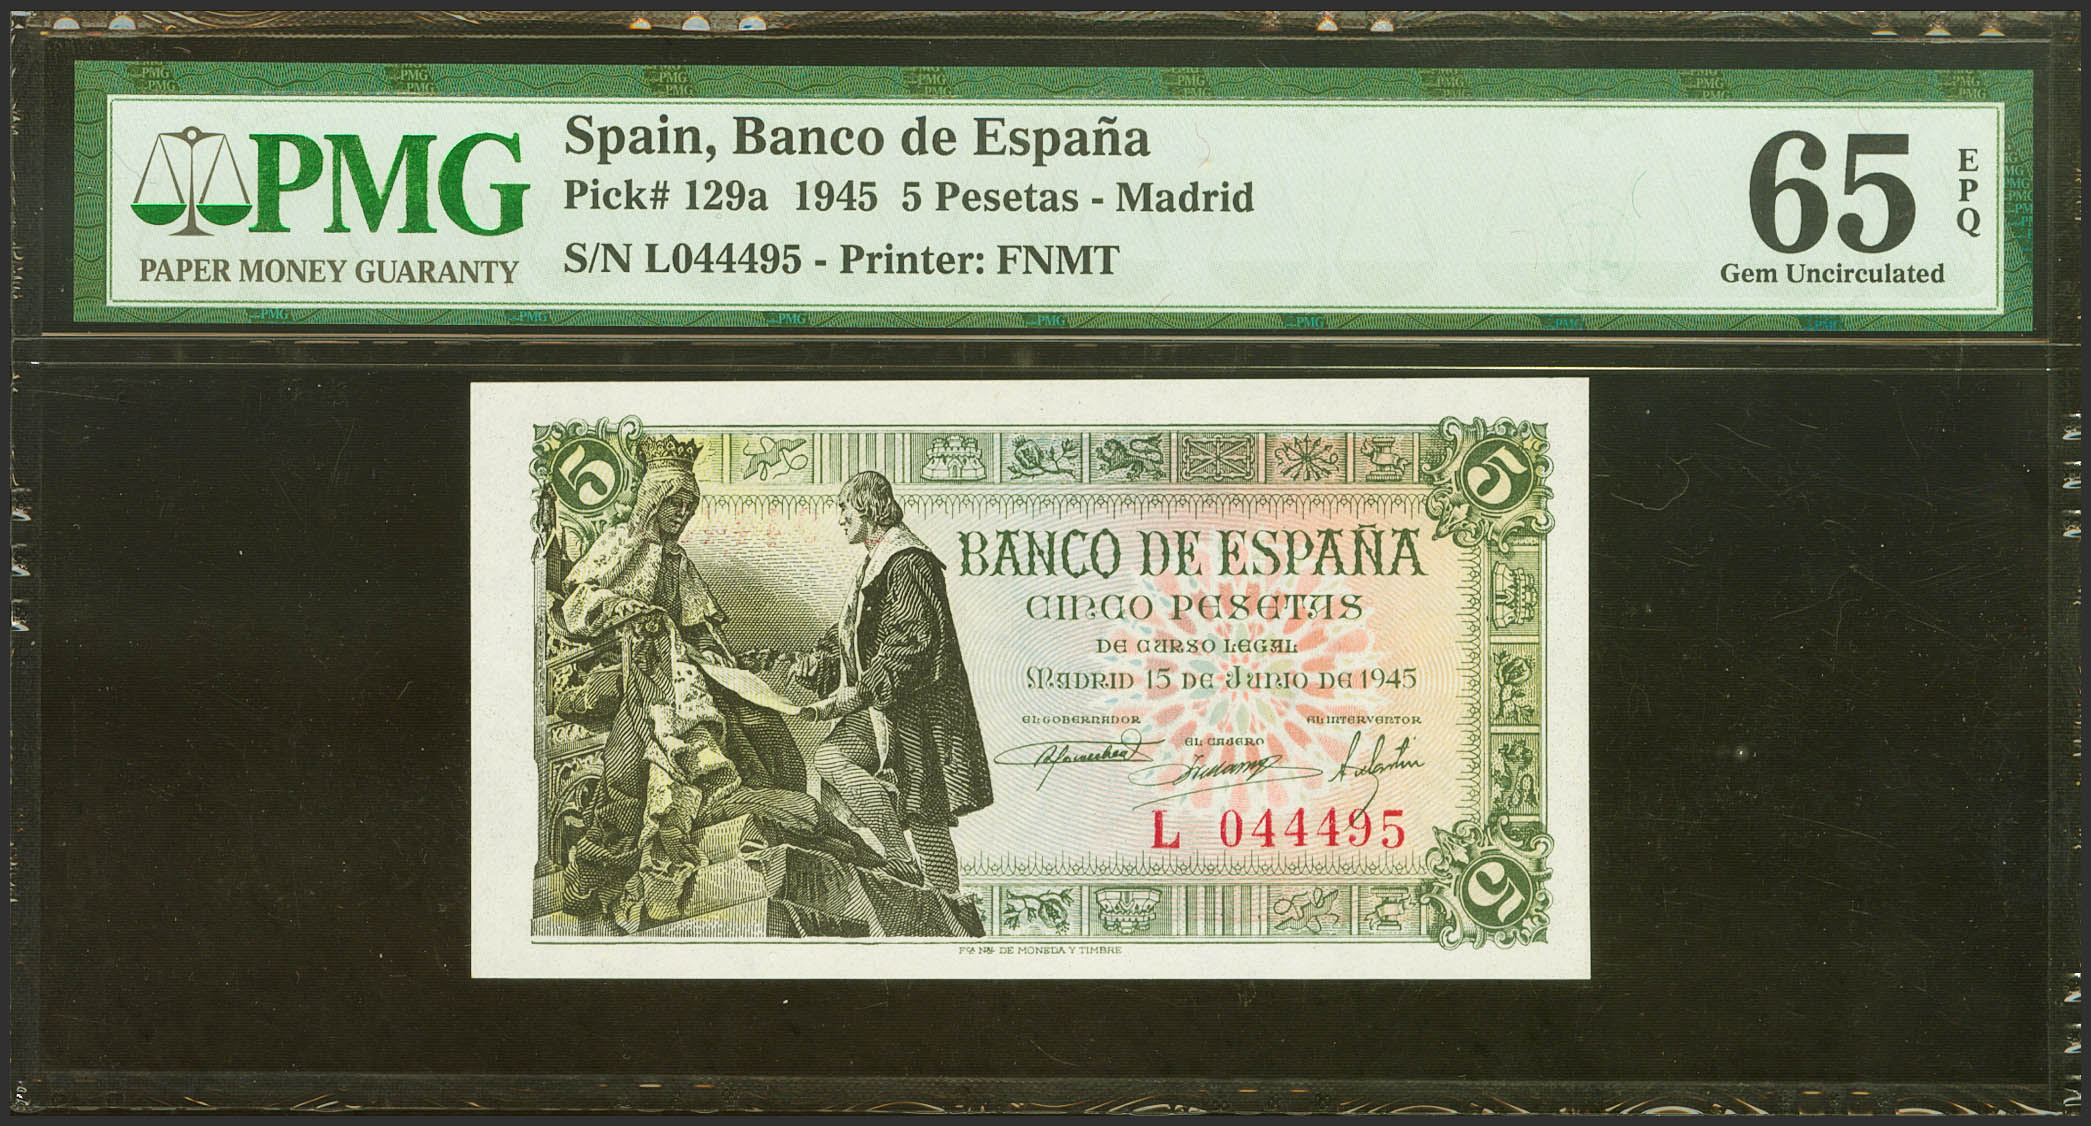 PMG
PAPER MONEY GUARANTY
Spain, Banco de España
Pick# 129a 1945 5 Pesetas - Madrid
S/N L044495 - Printer: FNMT
65
EPQ
Gem Uncirculated
5
5
BANCO DE ESPAÑA
CINCO PESETAS
DE CURSO LEGAL
MADRID 15 DE JUNIO DE 1945
EL GOBERNADOR
EL INTERVENTOR
EL CAJERO
L 044495
5
Fca Nal DE MONEDA Y TIMBRE